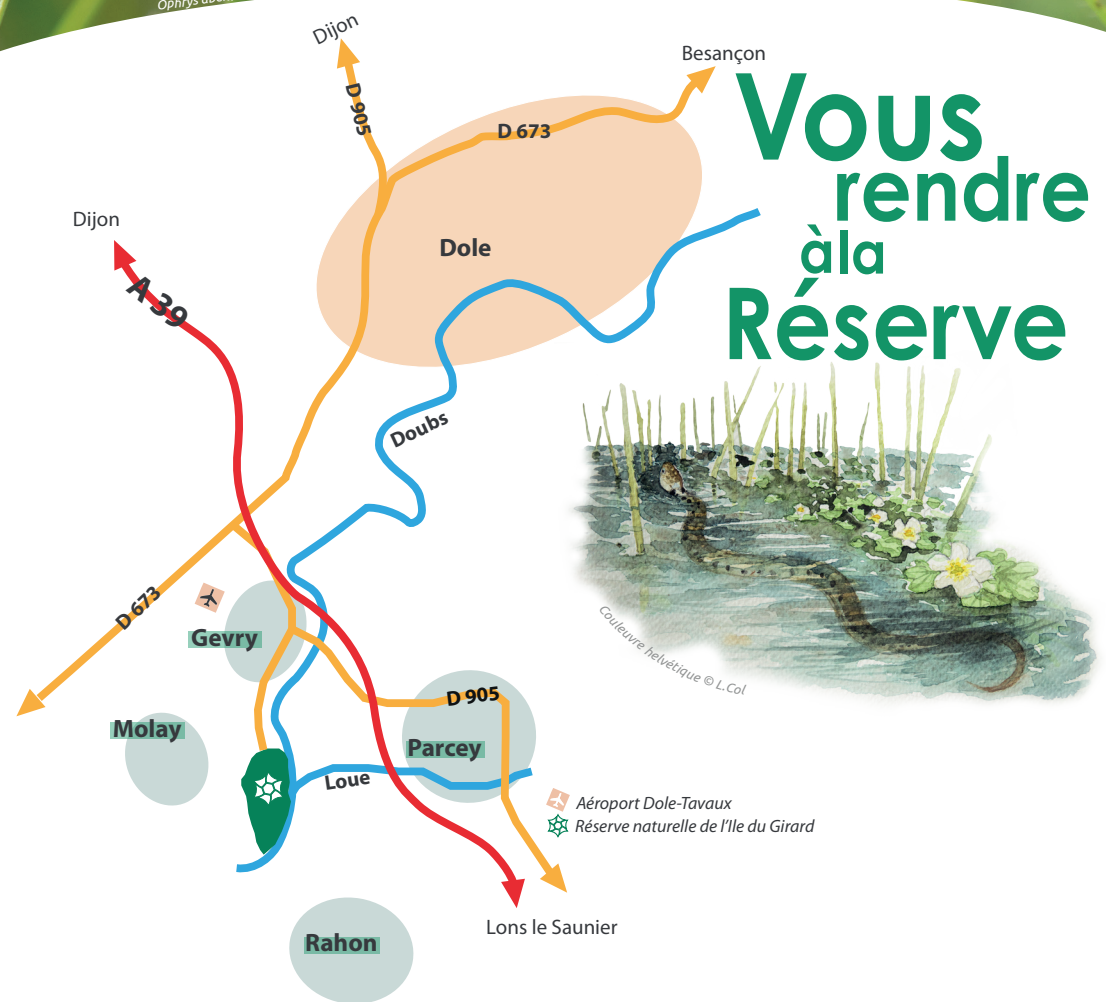 Ophrys
Dijon
Besançon
D 905
D 673
Vous
rendre
àla
Réserve
Dijon
A 39
Dole
Doubs
D 673
Gevry
Couleuvre helvétique © L.Col
D 905
Molay
Parcey
Loue
Aéroport Dole-Tavaux
Réserve naturelle de l'Ile du Girard
Lons le Saunier
Rahon